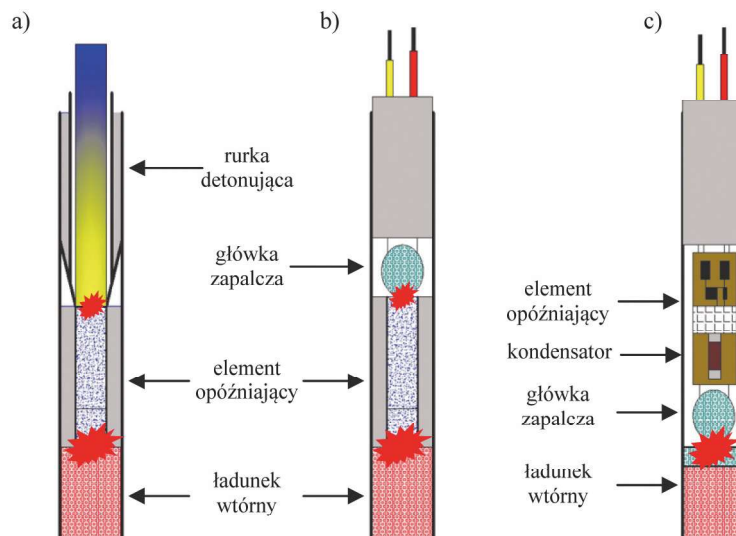 a)
b)
c)
rurka
detonująca
główka
zapalcza
element
opóźniający
ładunek
wtórny
element
opóźniający
kondensator
główka
zapalcza
ładunek
wtórny